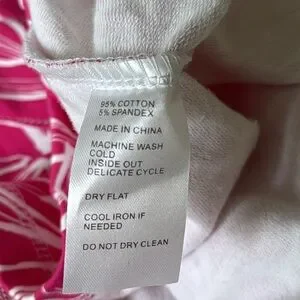 95% COTTON
5% SPANDEX
MADE IN CHINA
MACHINE WASH
COLD
INSIDE OUT
DELICATE CYCLE
DRY FLAT
COOL IRON IF
NEEDED
DO NOT DRY CLEAN